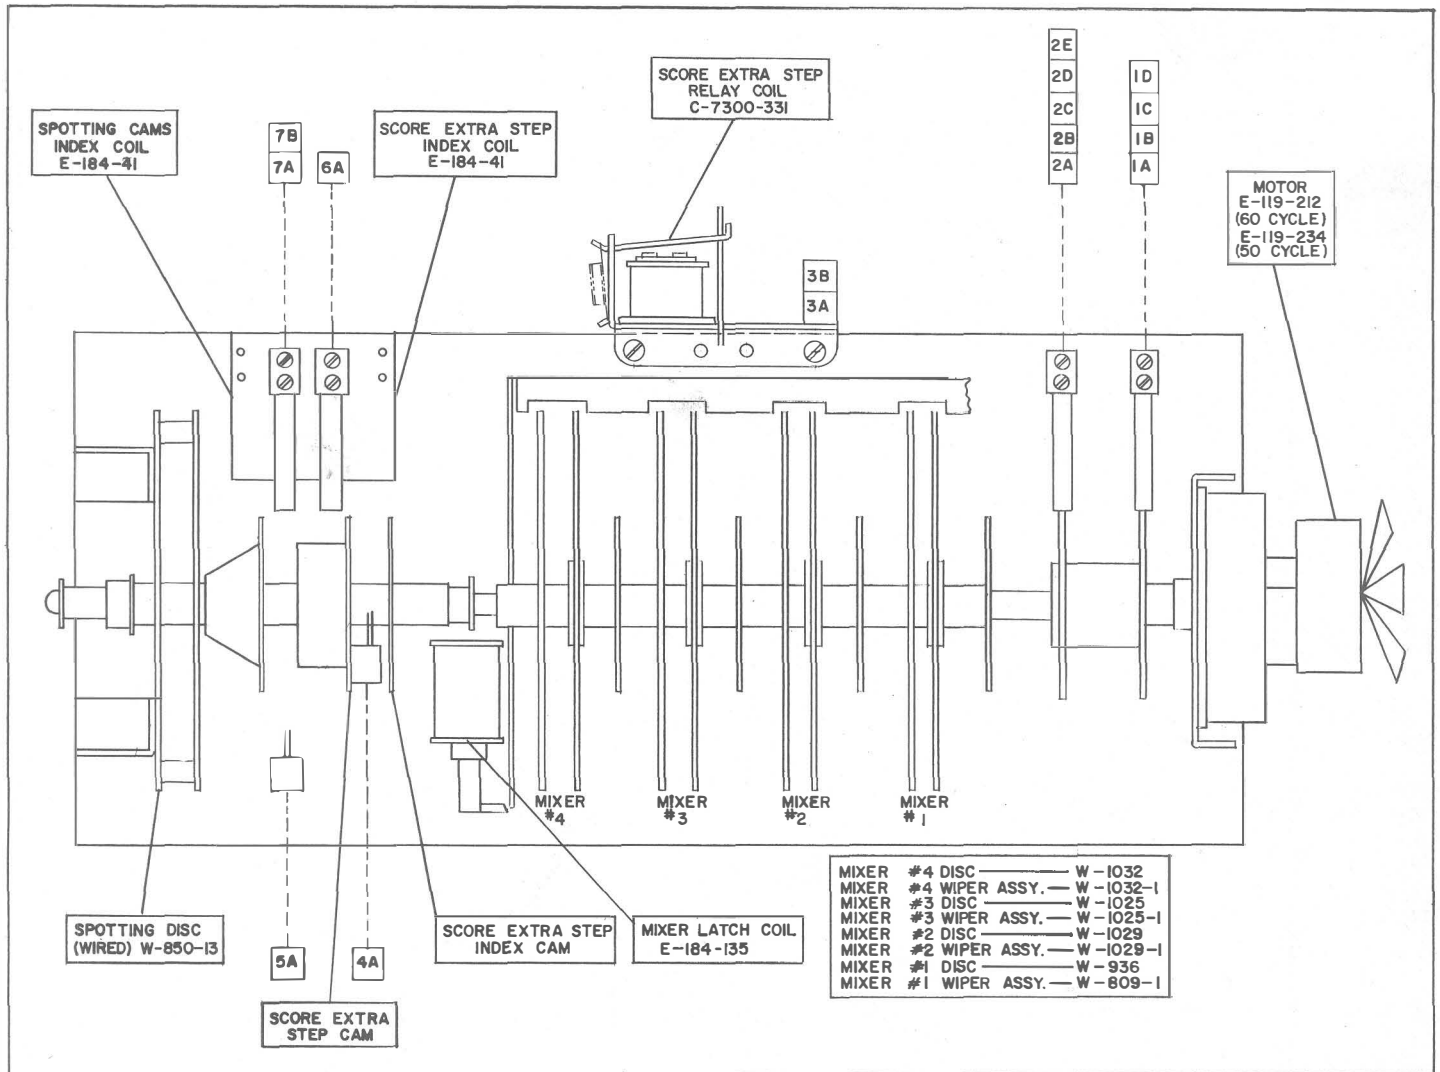 2E
2D
2C
2B
2A
1D
1C
1B
1A
SCORE EXTRA STEP
RELAY COIL
C-7300-331
SPOTTING CAMS
INDEX COIL
E-184-41
7B
7A
6A
SCORE EXTRA STEP
INDEX COIL
E-184-41
MOTOR
E-119-212
(60 CYCLE)
E-119-234
(50 CYCLE)
3B
3A
MIXER
#4
MIXER
#3
MIXER
#2
MIXER
#1
MIXER #4 DISC — W-1032
MIXER #4 WIPER ASSY. — W-1032-1
MIXER #3 DISC — W-1025
MIXER #3 WIPER ASSY. — W-1025-1
MIXER #2 DISC — W-1029
MIXER #2 WIPER ASSY. — W-1029-1
MIXER #1 DISC — W-936
MIXER #1 WIPER ASSY. — W-809-1
SPOTTING DISC
(WIRED) W-850-13
5A
4A
SCORE EXTRA STEP
INDEX CAM
MIXER LATCH COIL
E-184-135
SCORE EXTRA
STEP CAM